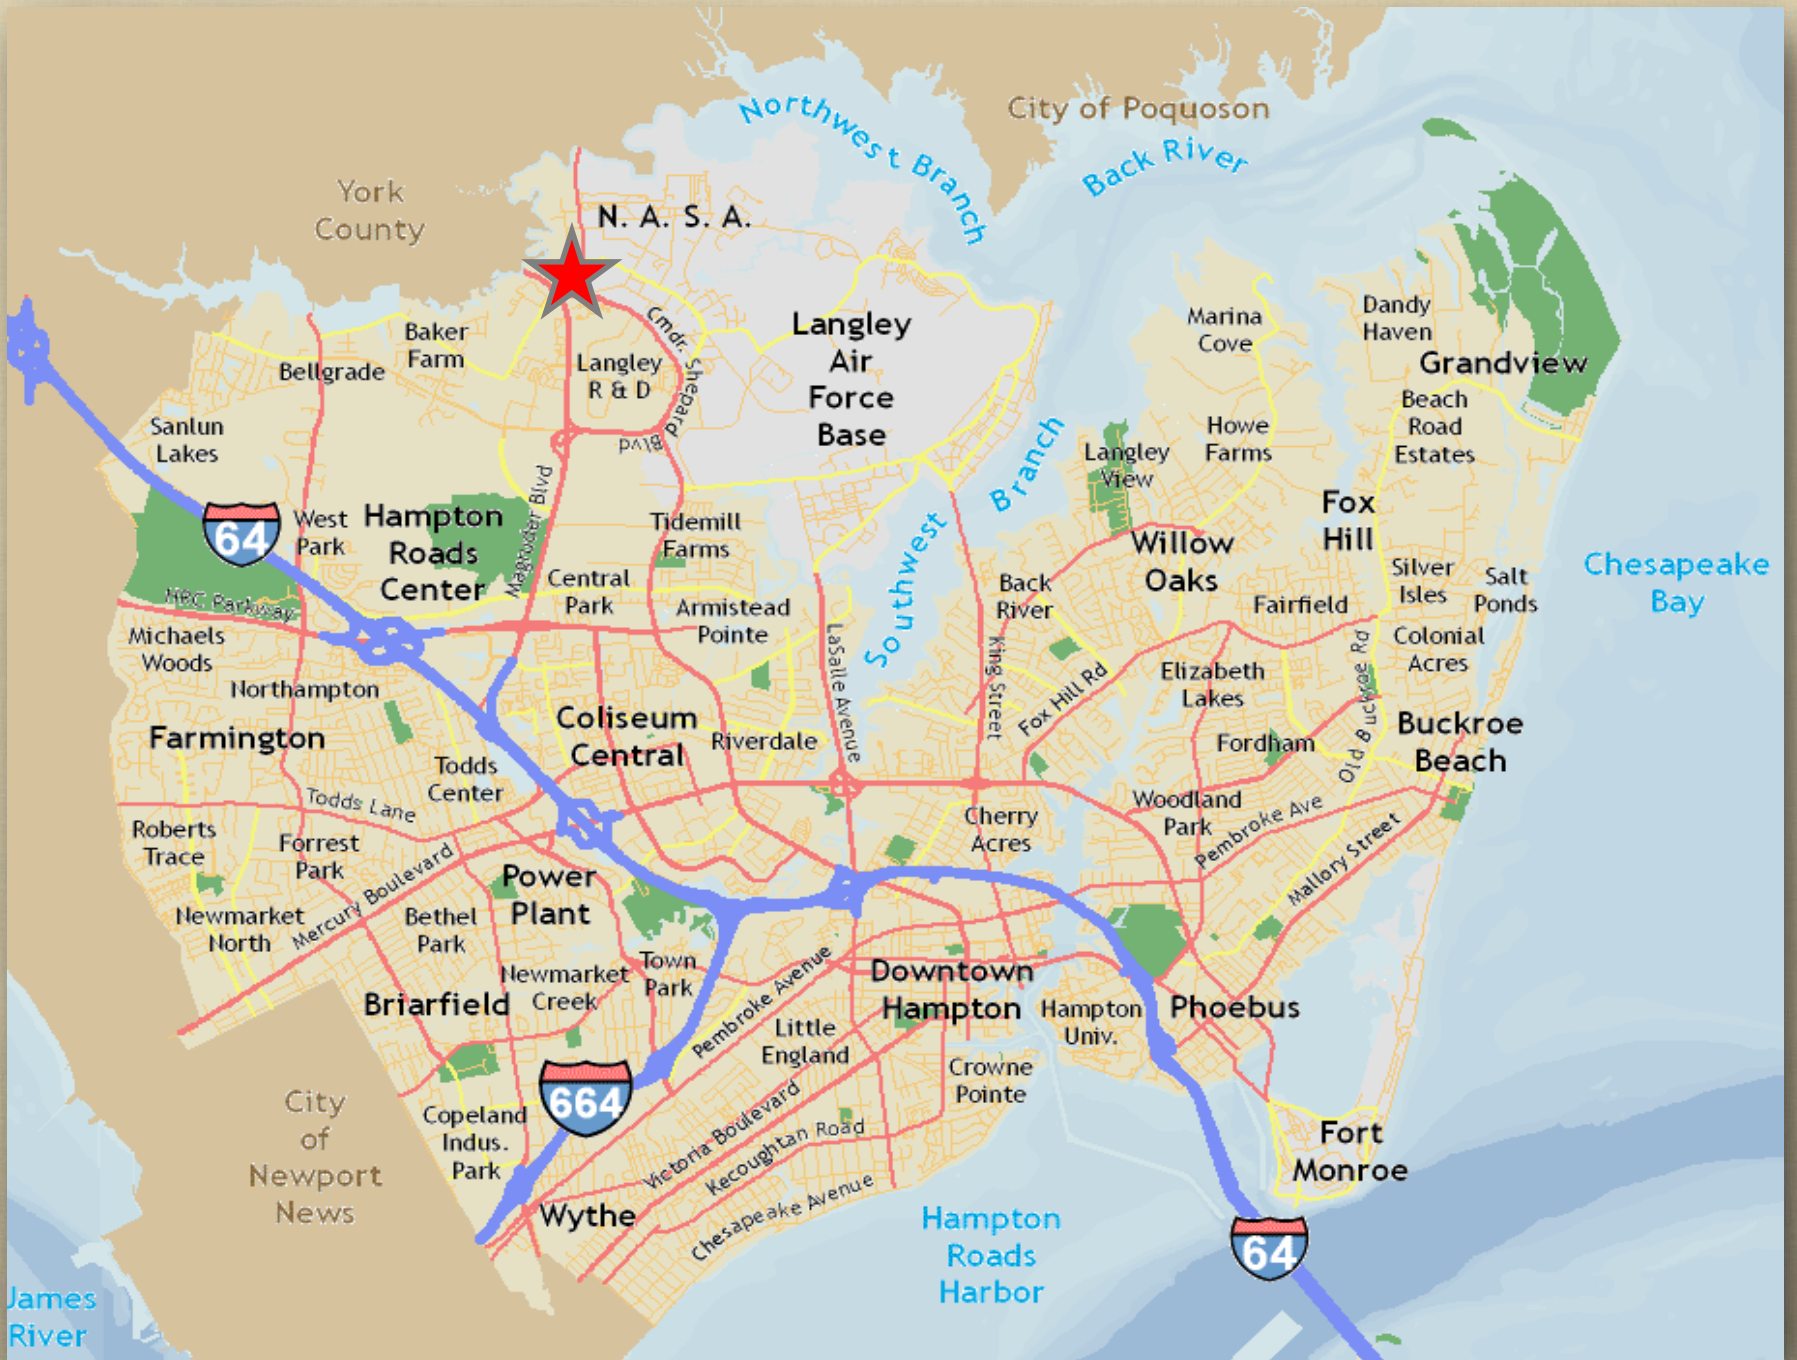 City of Poquoson
Northwest Branch
Back River
York
County
N. A. S. A.
Cmdr. Shepard Blvd
Langley
R & D
Langley
Air
Force
Base
Marina
Cove
Dandy
Haven
Grandview
Baker
Farm
Bellgrade
Beach
Road
Estates
Howe
Farms
Sanlun
Lakes
Langley
View
Southwest Branch
64
West
Park
Hampton
Roads
Center
Magruder Blvd
Tidemill
Farms
Fox
Hill
Willow
Oaks
Chesapeake
Bay
Silver
Isles
Salt
Ponds
Back
River
Central
Park
Fairfield
HRC Parkway
Armistead
Pointe
Michaels
Woods
Colonial
Acres
LaSalle Avenue
King Street
Fox Hill Rd
Elizabeth
Lakes
Old Buckroe Rd
Northampton
Farmington
Coliseum
Central
Riverdale
Fordham
Buckroe
Beach
Todds
Center
Todds Lane
Woodland
Park
Pembroke Ave
Cherry
Acres
Roberts
Trace
Forrest
Park
Mercury Boulevard
Mallory Street
Power
Plant
Newmarket
North
Bethel
Park
Newmarket
Creek
Town
Park
Pembroke Avenue
Downtown
Hampton
Hampton
Univ.
Phoebus
Briarfield
Little
England
Crowne
Pointe
664
City
of
Newport
News
Copeland
Indus.
Park
Victoria Boulevard
Kecoughtan Road
Chesapeake Avenue
Fort
Monroe
Wythe
Hampton
Roads
Harbor
64
James
River